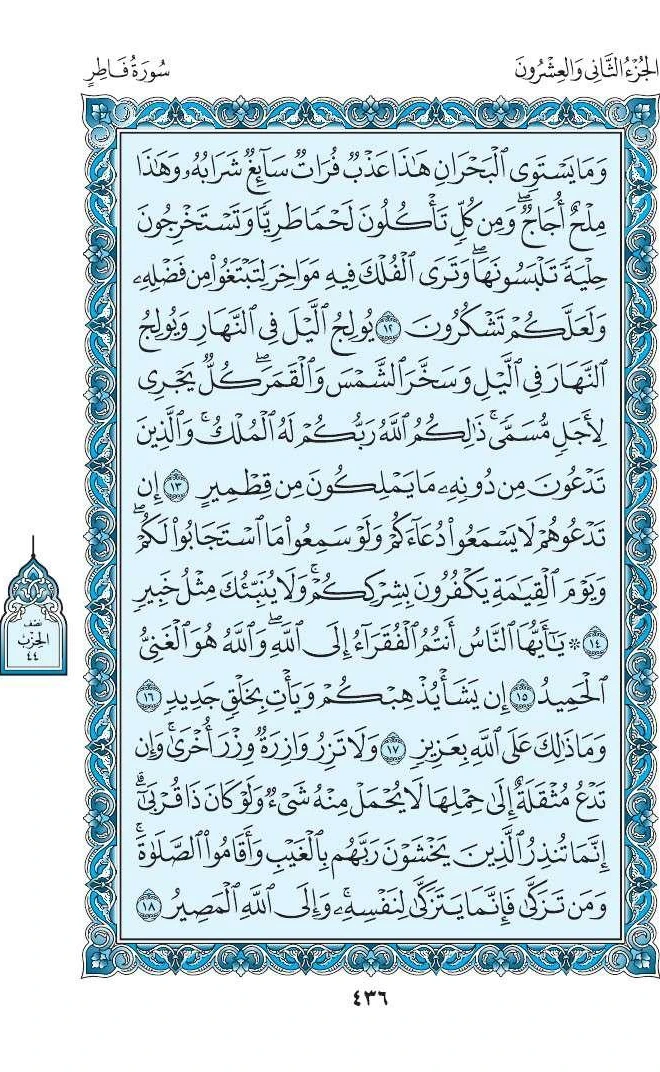 الجُزْءُ الثَّانِي وَالعِشْرُونَ
سُورَةُ فَاطِرٍ
وَمَا يَسْتَوِي ٱلْبَحْرَانِ هَٰذَا عَذْبٌ فُرَاتٌ سَآئِغٌ شَرَابُهُۥ وَهَٰذَا
مِلْحٌ أُجَاجٌۖ وَمِن كُلٍّ تَأْكُلُونَ لَحْمًا طَرِيًّا وَتَسْتَخْرِجُونَ
حِلْيَةً تَلْبَسُونَهَاۖ وَتَرَى ٱلْفُلْكَ فِيهِ مَوَاخِرَ لِتَبْتَغُوا۟ مِن فَضْلِهِۦ
وَلَعَلَّكُمْ تَشْكُرُونَ ١٢ يُولِجُ ٱلَّيْلَ فِي ٱلنَّهَارِ وَيُولِجُ
ٱلنَّهَارَ فِي ٱلَّيْلِ وَسَخَّرَ ٱلشَّمْسَ وَٱلْقَمَرَۖ كُلٌّ يَجْرِي
لِأَجَلٍ مُّسَمًّىۚ ذَٰلِكُمُ ٱللَّهُ رَبُّكُمْ لَهُ ٱلْمُلْكُۚ وَٱلَّذِينَ
تَدْعُونَ مِن دُونِهِۦ مَا يَمْلِكُونَ مِن قِطْمِيرٍ ١٣ إِن
تَدْعُوهُمْ لَا يَسْمَعُوا۟ دُعَآءَكُمْ وَلَوْ سَمِعُوا۟ مَا ٱسْتَجَابُوا۟ لَكُمْۖ
وَيَوْمَ ٱلْقِيَٰمَةِ يَكْفُرُونَ بِشِرْكِكُمْۚ وَلَا يُنَبِّئُكَ مِثْلُ خَبِيرٍ
١٤ ۞ يَٰٓأَيُّهَا ٱلنَّاسُ أَنتُمُ ٱلْفُقَرَآءُ إِلَى ٱللَّهِۖ وَٱللَّهُ هُوَ ٱلْغَنِيُّ
ٱلْحَمِيدُ ١٥ إِن يَشَأْ يُذْهِبْكُمْ وَيَأْتِ بِخَلْقٍ جَدِيدٍ ١٦
وَمَا ذَٰلِكَ عَلَى ٱللَّهِ بِعَزِيزٍ ١٧ وَلَا تَزِرُ وَازِرَةٌ وِزْرَ أُخْرَىٰۚ وَإِن
تَدْعُ مُثْقَلَةٌ إِلَىٰ حِمْلِهَا لَا يُحْمَلْ مِنْهُ شَيْءٌ وَلَوْ كَانَ ذَا قُرْبَىٰٓۗ
إِنَّمَا تُنذِرُ ٱلَّذِينَ يَخْشَوْنَ رَبَّهُم بِٱلْغَيْبِ وَأَقَامُوا۟ ٱلصَّلَوٰةَۚ
وَمَن تَزَكَّىٰ فَإِنَّمَا يَتَزَكَّىٰ لِنَفْسِهِۦۚ وَإِلَى ٱللَّهِ ٱلْمَصِيرُ ١٨
نصف
الحزب
٤٤
٤٣٦